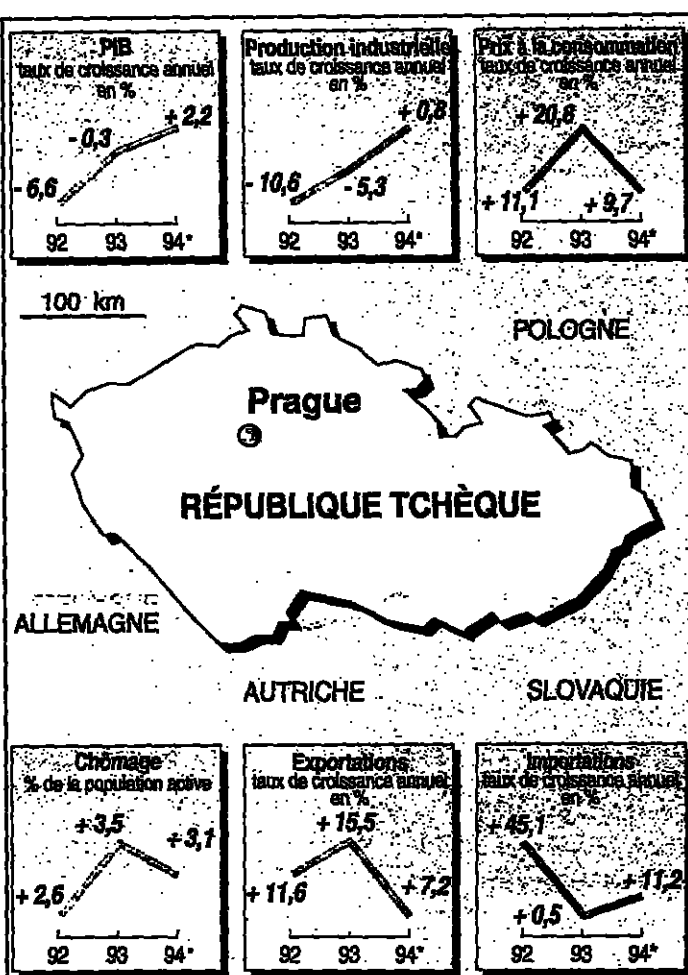 PIB
taux de croissance annuel
en %
+ 2,2
- 0,3
- 6,6
92 93 94*
Production industrielle
taux de croissance annuel
en %
+ 0,8
- 10,6
- 5,3
92 93 94*
Prix à la consommation
taux de croissance annuel
en %
+ 20,8
+ 11,1
+ 9,7
92 93 94*
100 km
POLOGNE
Prague
RÉPUBLIQUE TCHÈQUE
ALLEMAGNE
AUTRICHE
SLOVAQUIE
Chômage
% de la population active
+ 3,5
+ 3,1
+ 2,6
92 93 94*
Exportations
taux de croissance annuel
en %
+ 15,5
+ 11,6
+ 7,2
92 93 94*
Importations
taux de croissance annuel
en %
+ 45,1
+ 11,2
+ 0,5
92 93 94*